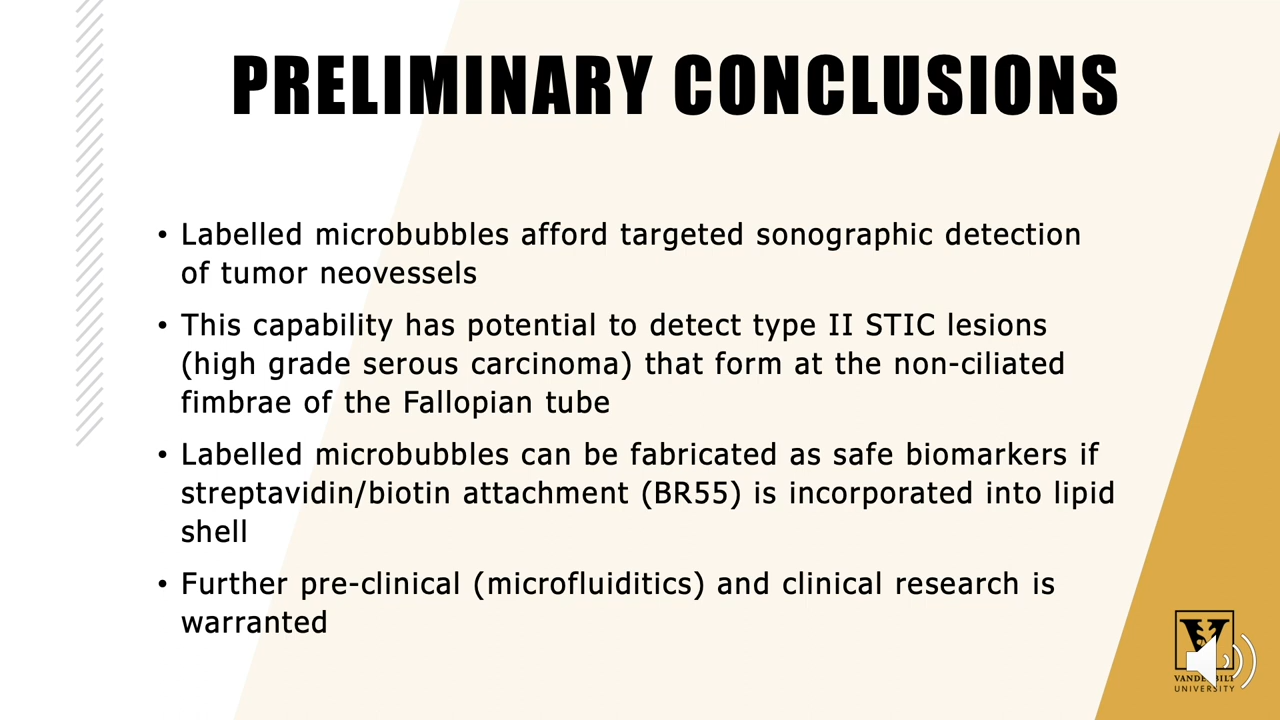 PRELIMINARY CONCLUSIONS
• Labelled microbubbles afford targeted sonographic detection
of tumor neovessels
• This capability has potential to detect type II STIC lesions
(high grade serous carcinoma) that form at the non-ciliated
fimbrae of the Fallopian tube
• Labelled microbubbles can be fabricated as safe biomarkers if
streptavidin/biotin attachment (BR55) is incorporated into lipid
shell
• Further pre-clinical (microfluiditics) and clinical research is
warranted
VANDERBILT
UNIVERSITY